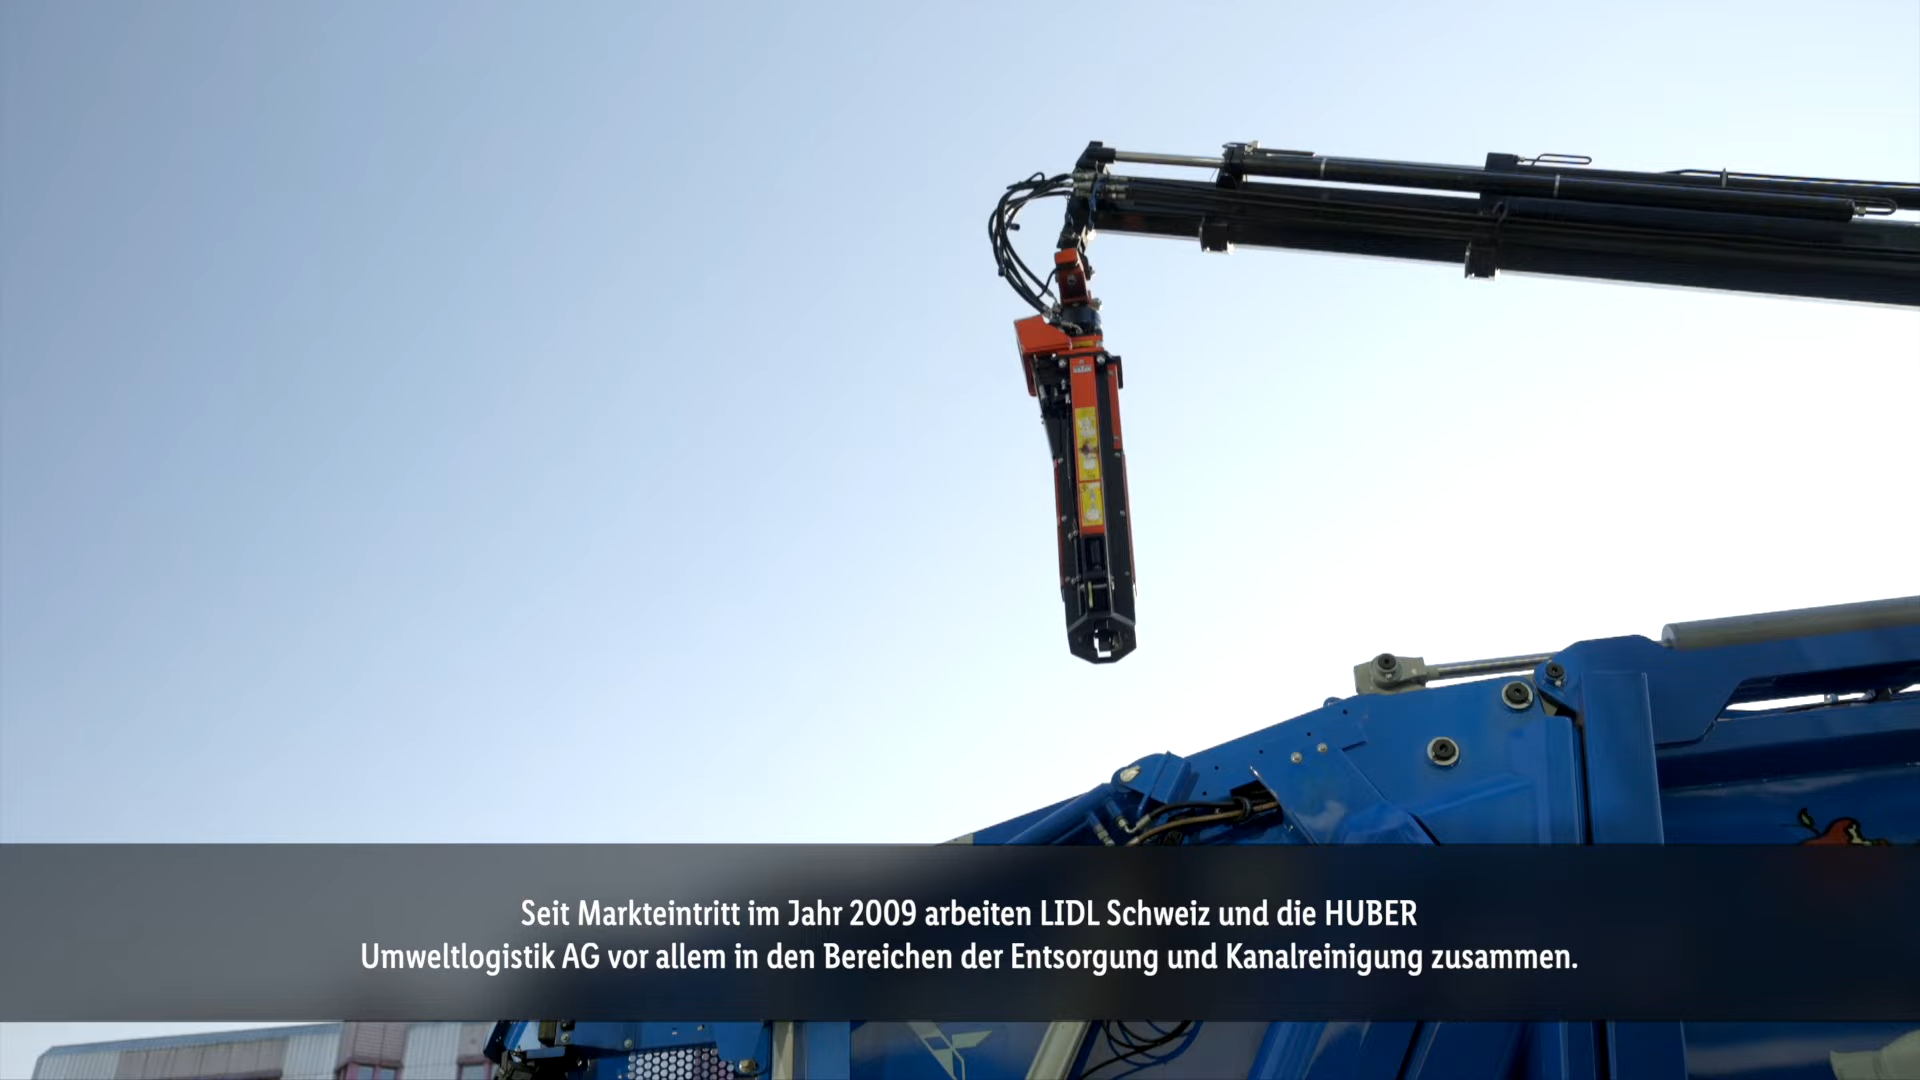 Seit Markteintritt im Jahr 2009 arbeiten LIDL Schweiz und die HUBER
Umweltlogistik AG vor allem in den Bereichen der Entsorgung und Kanalreinigung zusammen.